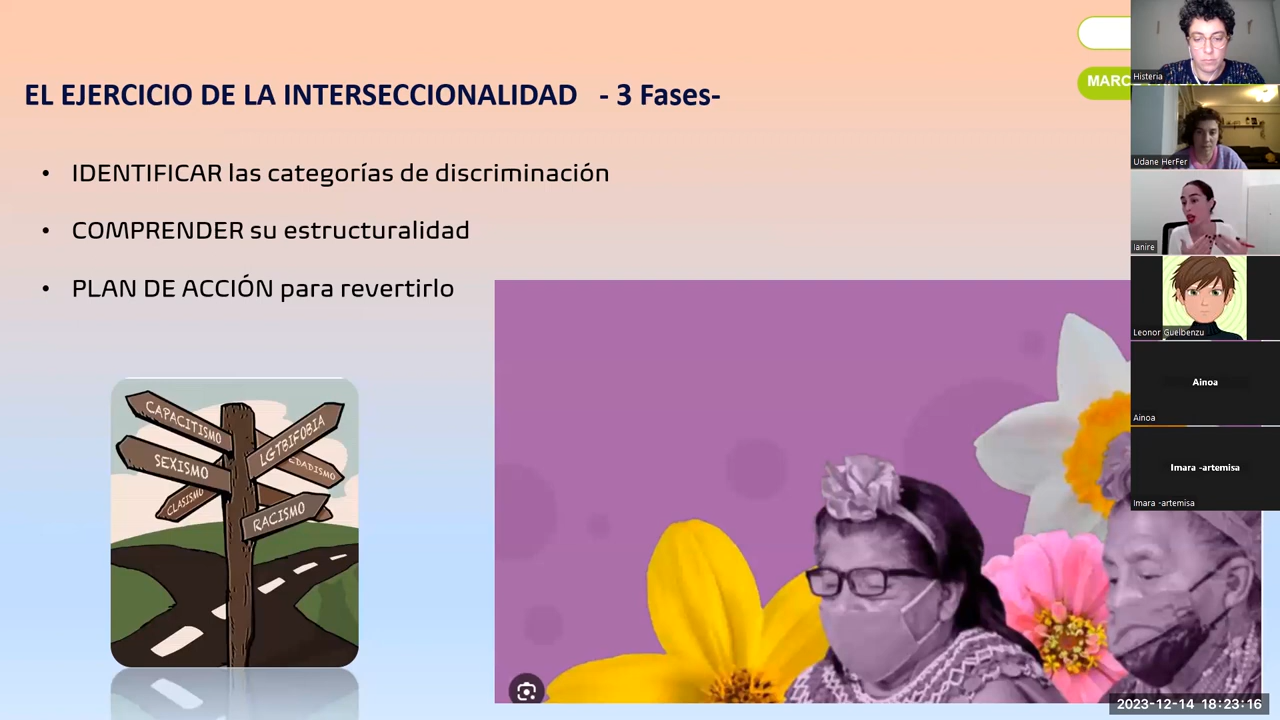 EL EJERCICIO DE LA INTERSECCIONALIDAD - 3 Fases-
• IDENTIFICAR las categorías de discriminación
• COMPRENDER su estructuralidad
• PLAN DE ACCIÓN para revertirlo
CAPACITISMO
LGTBIFOBIA
SEXISMO
EDADISMO
CLASISMO
RACISMO
Histeria
Udane HerFer
Ianire
Leonor Guelbenzu
Ainoa
Ainoa
Imara -artemisa
Imara -artemisa
2023-12-14 18:23:16